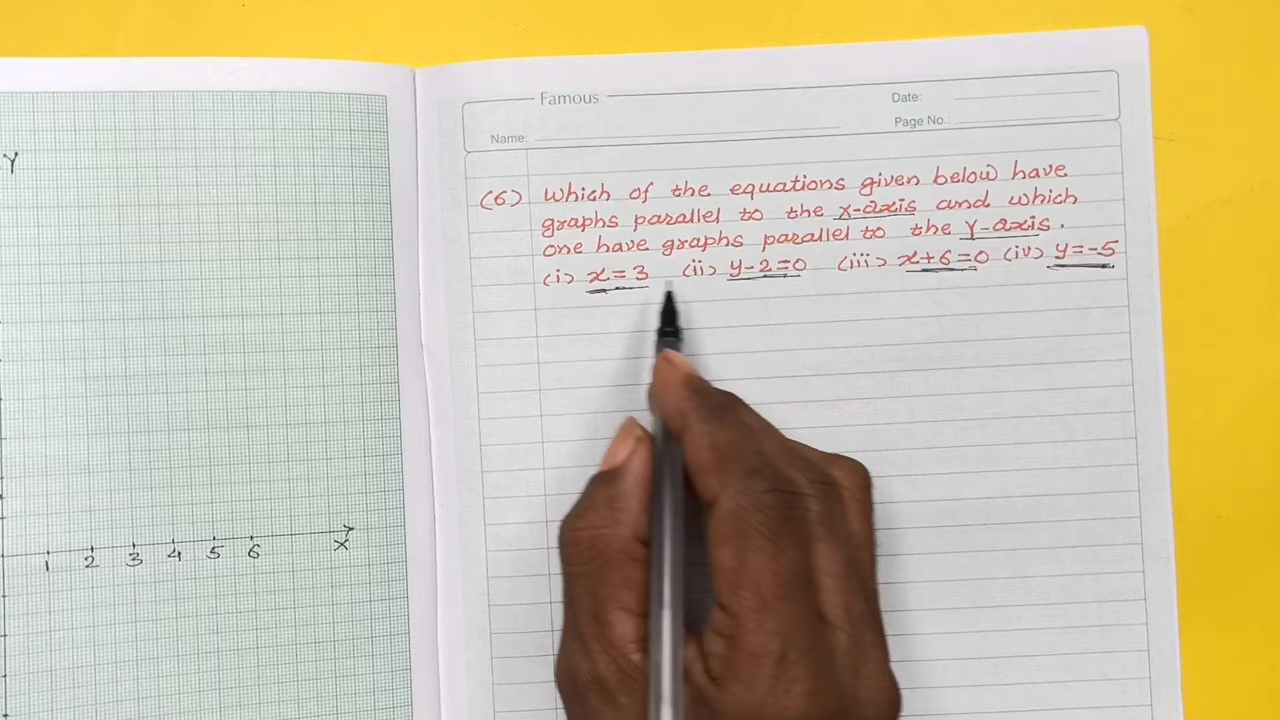 Famous
Name:
Date:
Page No.:
(6) Which of the equations given below have
graphs parallel to the x-axis and which
one have graphs parallel to the Y-axis.
(i) x=3 (ii) y-2=0 (iii) x+6=0 (iv) y=-5
Y
1 2 3 4 5 6 X